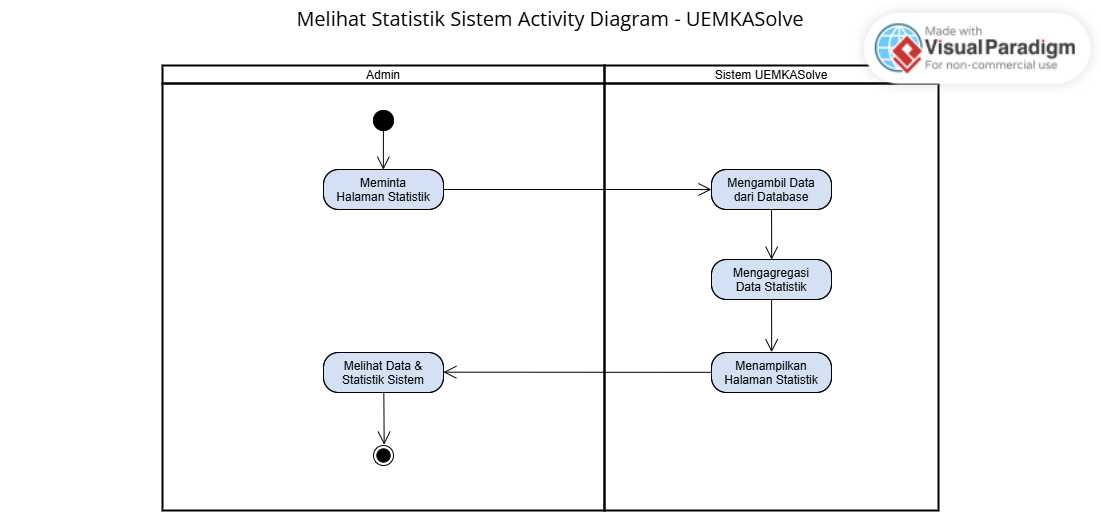 Melihat Statistik Sistem Activity Diagram - UEMKASolve
Made with
Visual Paradigm
For non-commercial use
Admin
Sistem UEMKASolve
Meminta
Halaman Statistik
Mengambil Data
dari Database
Mengagregasi
Data Statistik
Melihat Data &
Statistik Sistem
Menampilkan
Halaman Statistik